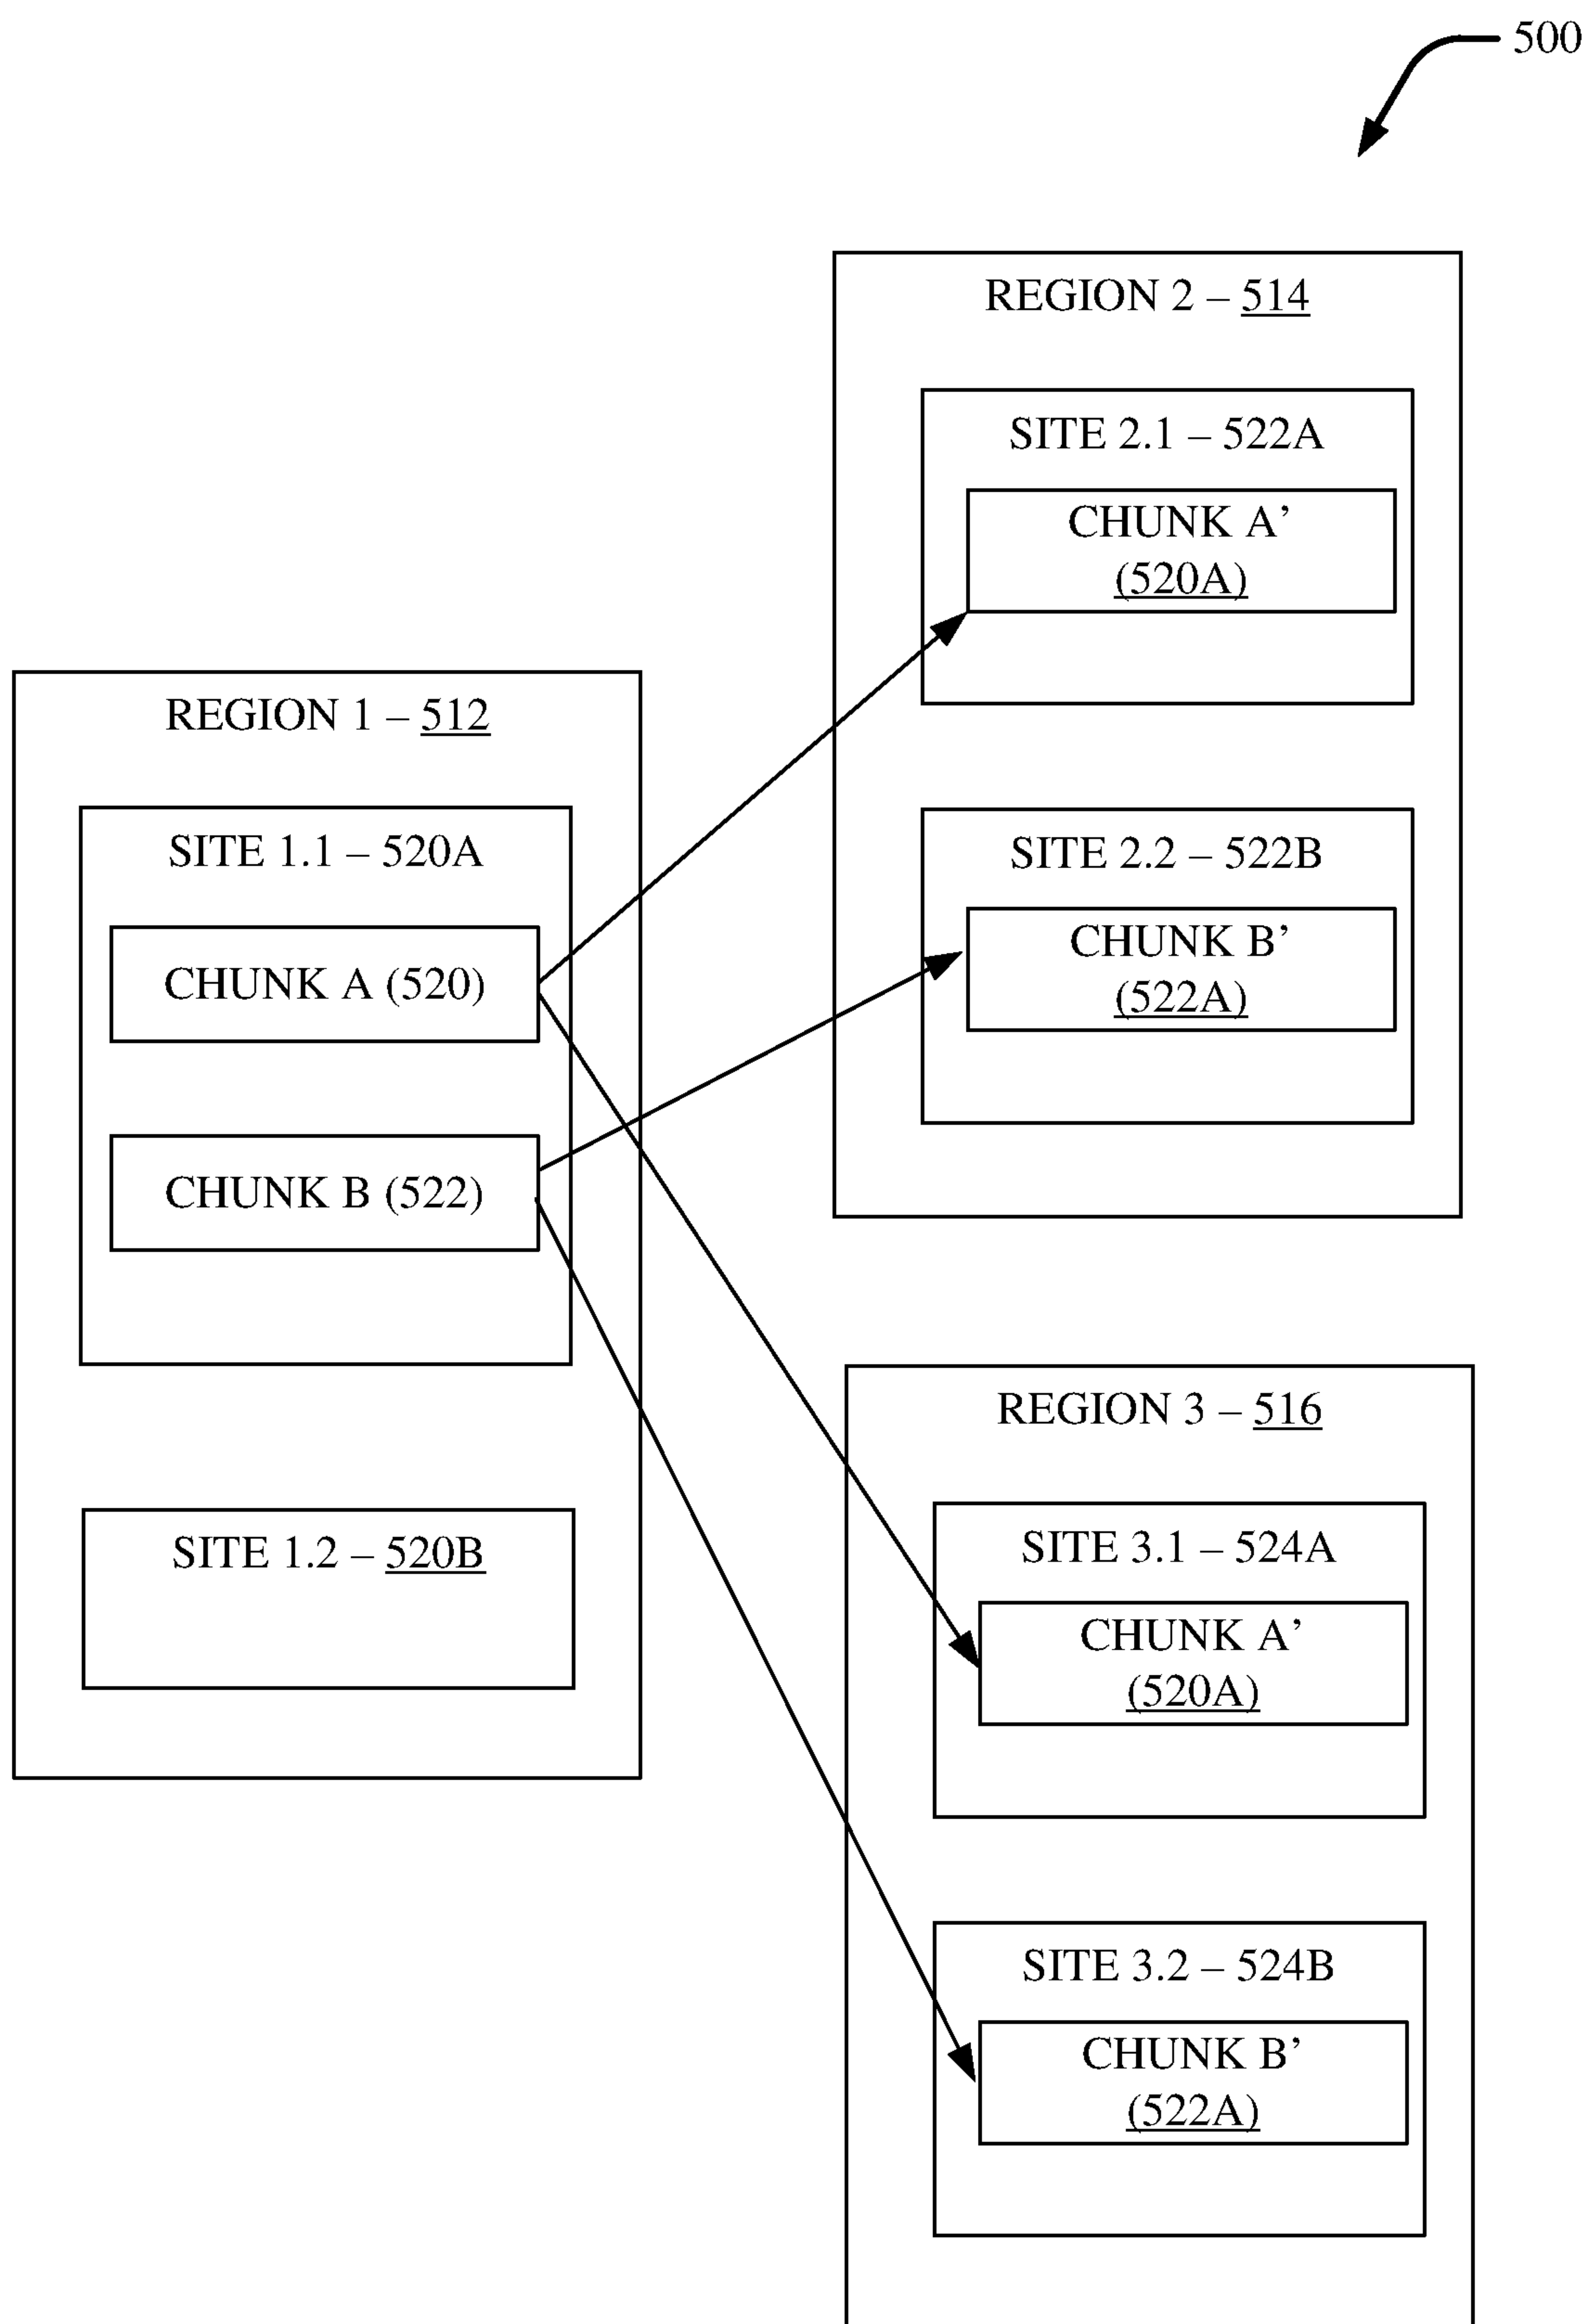 500
REGION 2 – 514
SITE 2.1 – 522A
CHUNK A’
(520A)
SITE 2.2 – 522B
CHUNK B’
(522A)
REGION 1 – 512
SITE 1.1 – 520A
CHUNK A (520)
CHUNK B (522)
SITE 1.2 – 520B
REGION 3 – 516
SITE 3.1 – 524A
CHUNK A’
(520A)
SITE 3.2 – 524B
CHUNK B’
(522A)